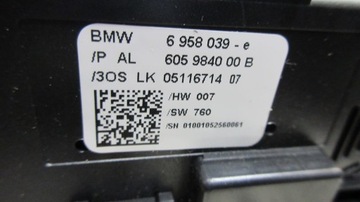 BMW 6 958 039 - e
/P AL 605 9840 00 B
/3OS LK 05116714 07
/HW 007
/SW 760
/SH 01001052560061